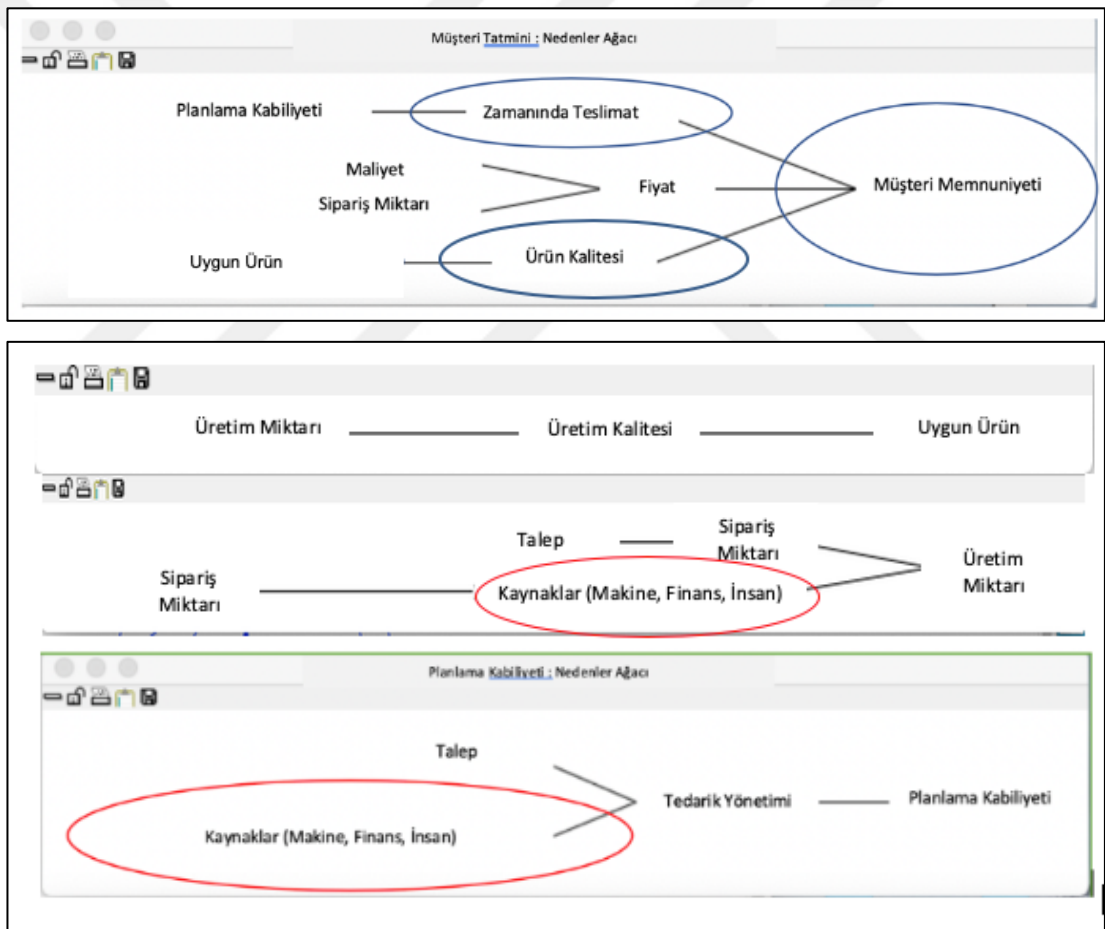 Müşteri Tatmini : Nedenler Ağacı
Planlama Kabiliyeti
Zamanında Teslimat
Maliyet
Sipariş Miktarı
Fiyat
Müşteri Memnuniyeti
Uygun Ürün
Ürün Kalitesi
Üretim Miktarı
Üretim Kalitesi
Uygun Ürün
Sipariş
Miktarı
Talep
Sipariş
Miktarı
Kaynaklar (Makine, Finans, İnsan)
Üretim
Miktarı
Planlama Kabiliyeti : Nedenler Ağacı
Talep
Kaynaklar (Makine, Finans, İnsan)
Tedarik Yönetimi
Planlama Kabiliyeti